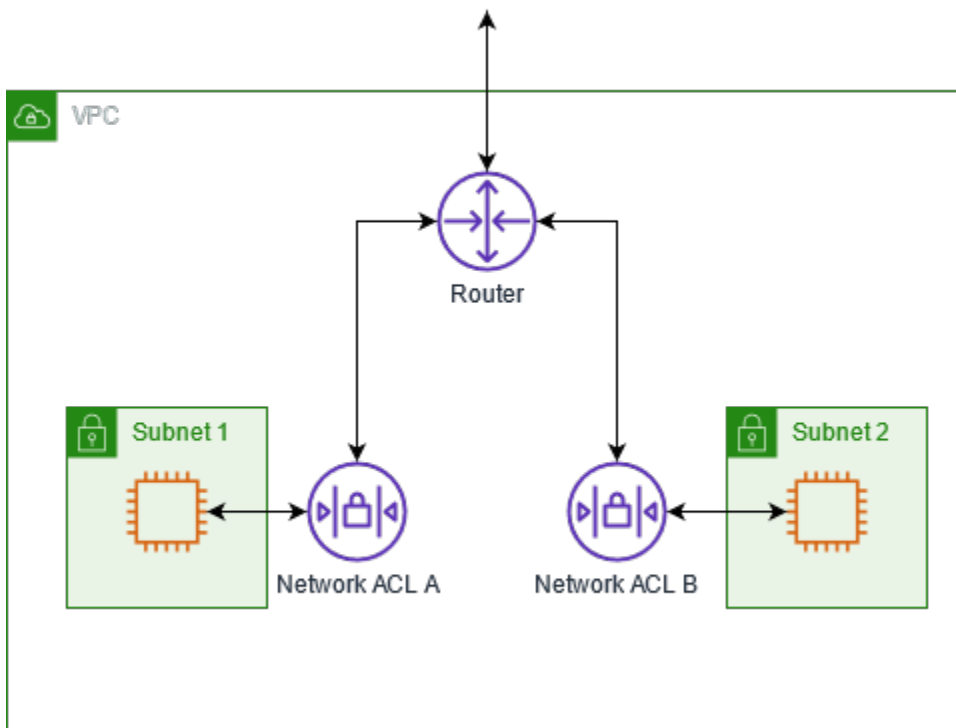 VPC
Router
Subnet 1
Subnet 2
Network ACL A
Network ACL B